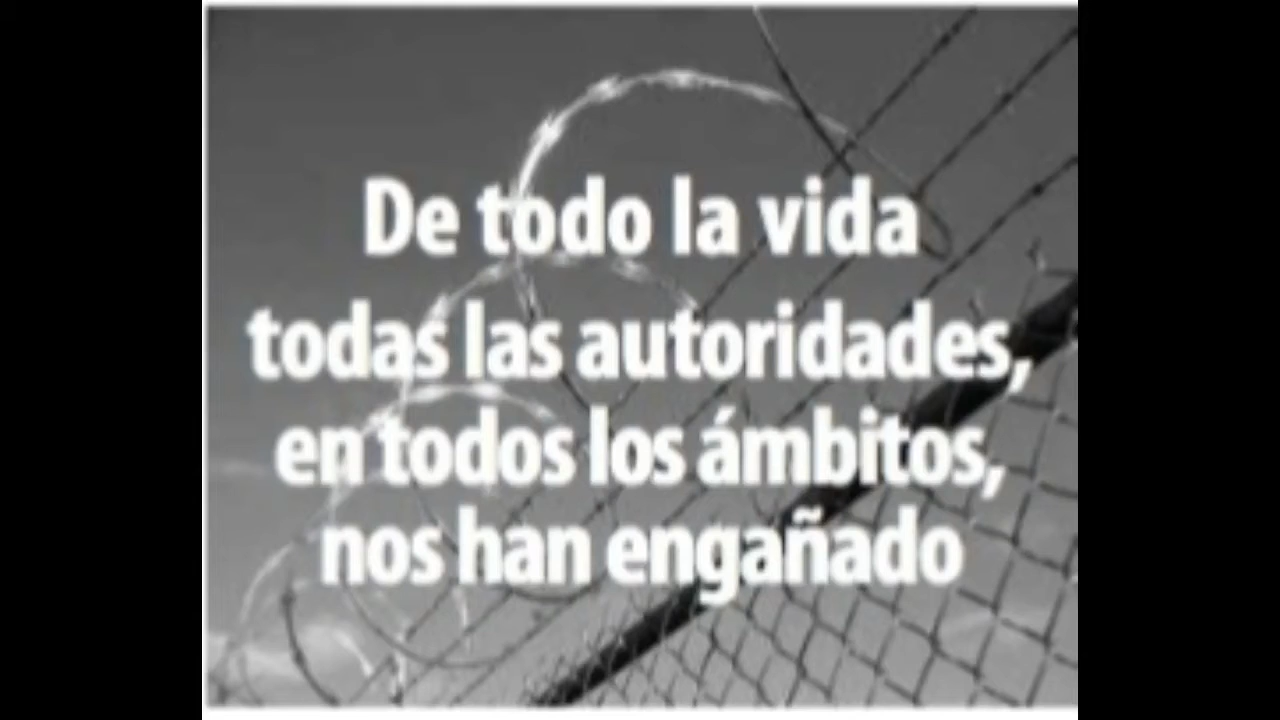 De todo la vida
todas las autoridades,
en todos los ámbitos,
nos han engañado